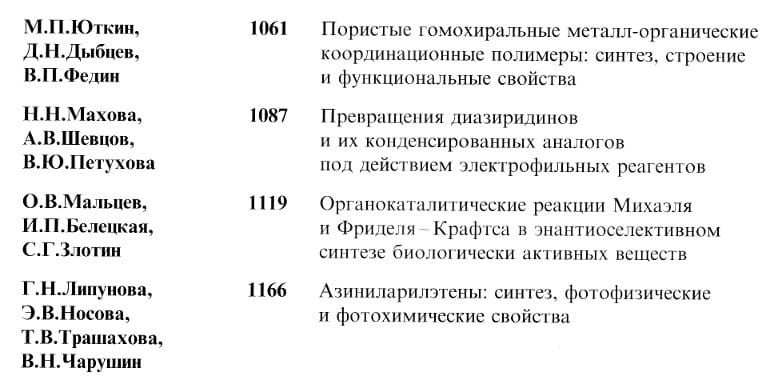 М.П.Юткин, 1061 Пористые гомохиральные металл-органические
Д.Н.Дыбцев, координационные полимеры: синтез, строение
В.П.Федин и функциональные свойства
Н.Н.Махова, 1087 Превращения диазиридинов
А.В.Шевцов, и их конденсированных аналогов
В.Ю.Петухова под действием электрофильных реагентов
О.В.Мальцев, 1119 Органокаталитические реакции Михаэля
И.П.Белецкая, и Фриделя – Крафтса в энантиоселективном
С.Г.Злотин синтезе биологически активных веществ
Г.Н.Липунова, 1166 Азиниларилэтены: синтез, фотофизические
Э.В.Носова, и фотохимические свойства
Т.В.Трашахова,
В.Н.Чарушин